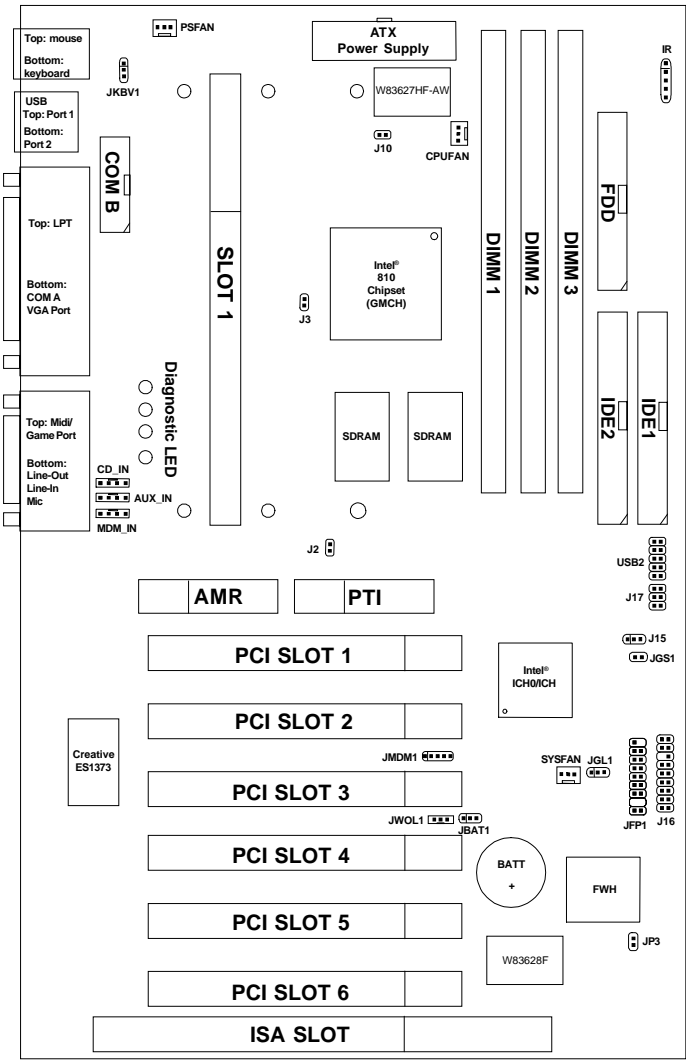 PSFAN
ATX
Power Supply
Top: mouse
Bottom:
keyboard
JKBV1
IR
W83627HF-AW
USB
Top: Port 1
Bottom:
Port 2
J10
CPUFAN
COM B
FDD
Top: LPT
Bottom:
COM A
VGA Port
SLOT 1
Intel®
810
Chipset
(GMCH)
DIMM 1
DIMM 2
DIMM 3
J3
Diagnostic LED
SDRAM
SDRAM
IDE2
IDE1
Top: Midi/
Game Port
Bottom:
Line-Out
Line-In
Mic
CD_IN
AUX_IN
MDM_IN
J2
USB2
J17
AMR
PTI
J15
JGS1
PCI SLOT 1
Intel®
ICH0/ICH
PCI SLOT 2
Creative
ES1373
JMDM1
SYSFAN
JGL1
PCI SLOT 3
JWOL1
JBAT1
JFP1
J16
PCI SLOT 4
BATT
+
FWH
PCI SLOT 5
JP3
W83628F
PCI SLOT 6
ISA SLOT